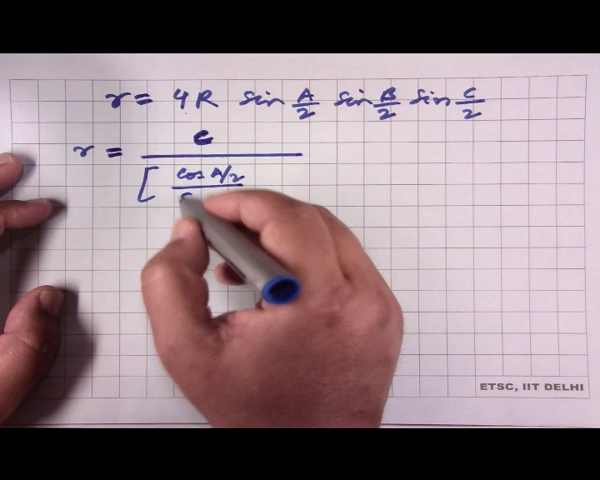 r = 4R sin A/2 sin B/2 sin C/2
r = c / [ cos A/2
ETSC, IIT DELHI